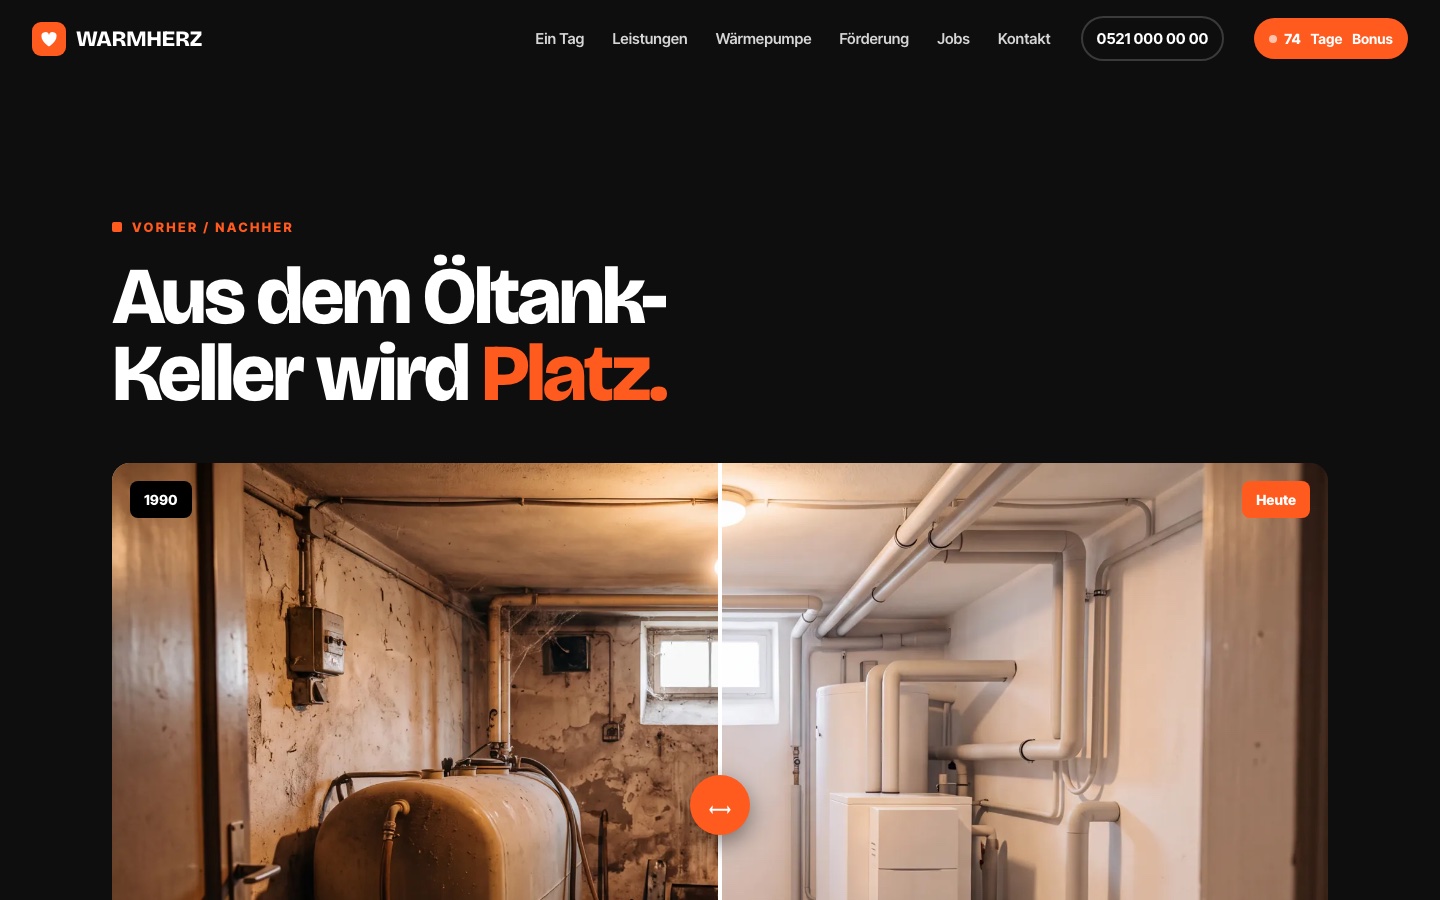 WARMHERZ
Ein Tag Leistungen Wärmepumpe Förderung Jobs Kontakt 0521 000 00 00 74 Tage Bonus
VORHER / NACHHER
Aus dem Öltank-
Keller wird Platz.
1990
Heute